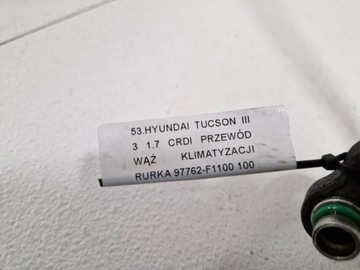 53.HYUNDAI TUCSON III
3 1.7 CRDI PRZEWÓD
WĄŻ KLIMATYZACJI
RURKA 97762-F1100 100